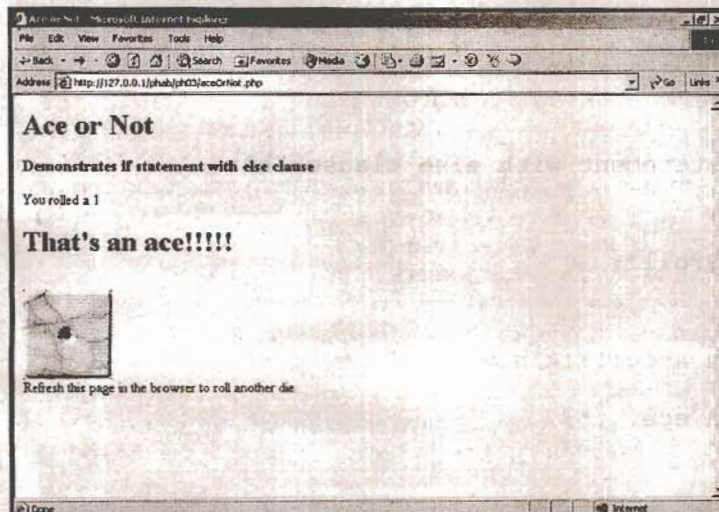 Ace or Not - Microsoft Internet Explorer
File Edit View Favorites Tools Help
Back Search Favorites Media
Address http://127.0.0.1/phab/ph03/aceOrNot.php Go Links
Ace or Not
Demonstrates if statement with else clause
You rolled a 1
That's an ace!!!!!
Refresh this page in the browser to roll another die
Done Internet